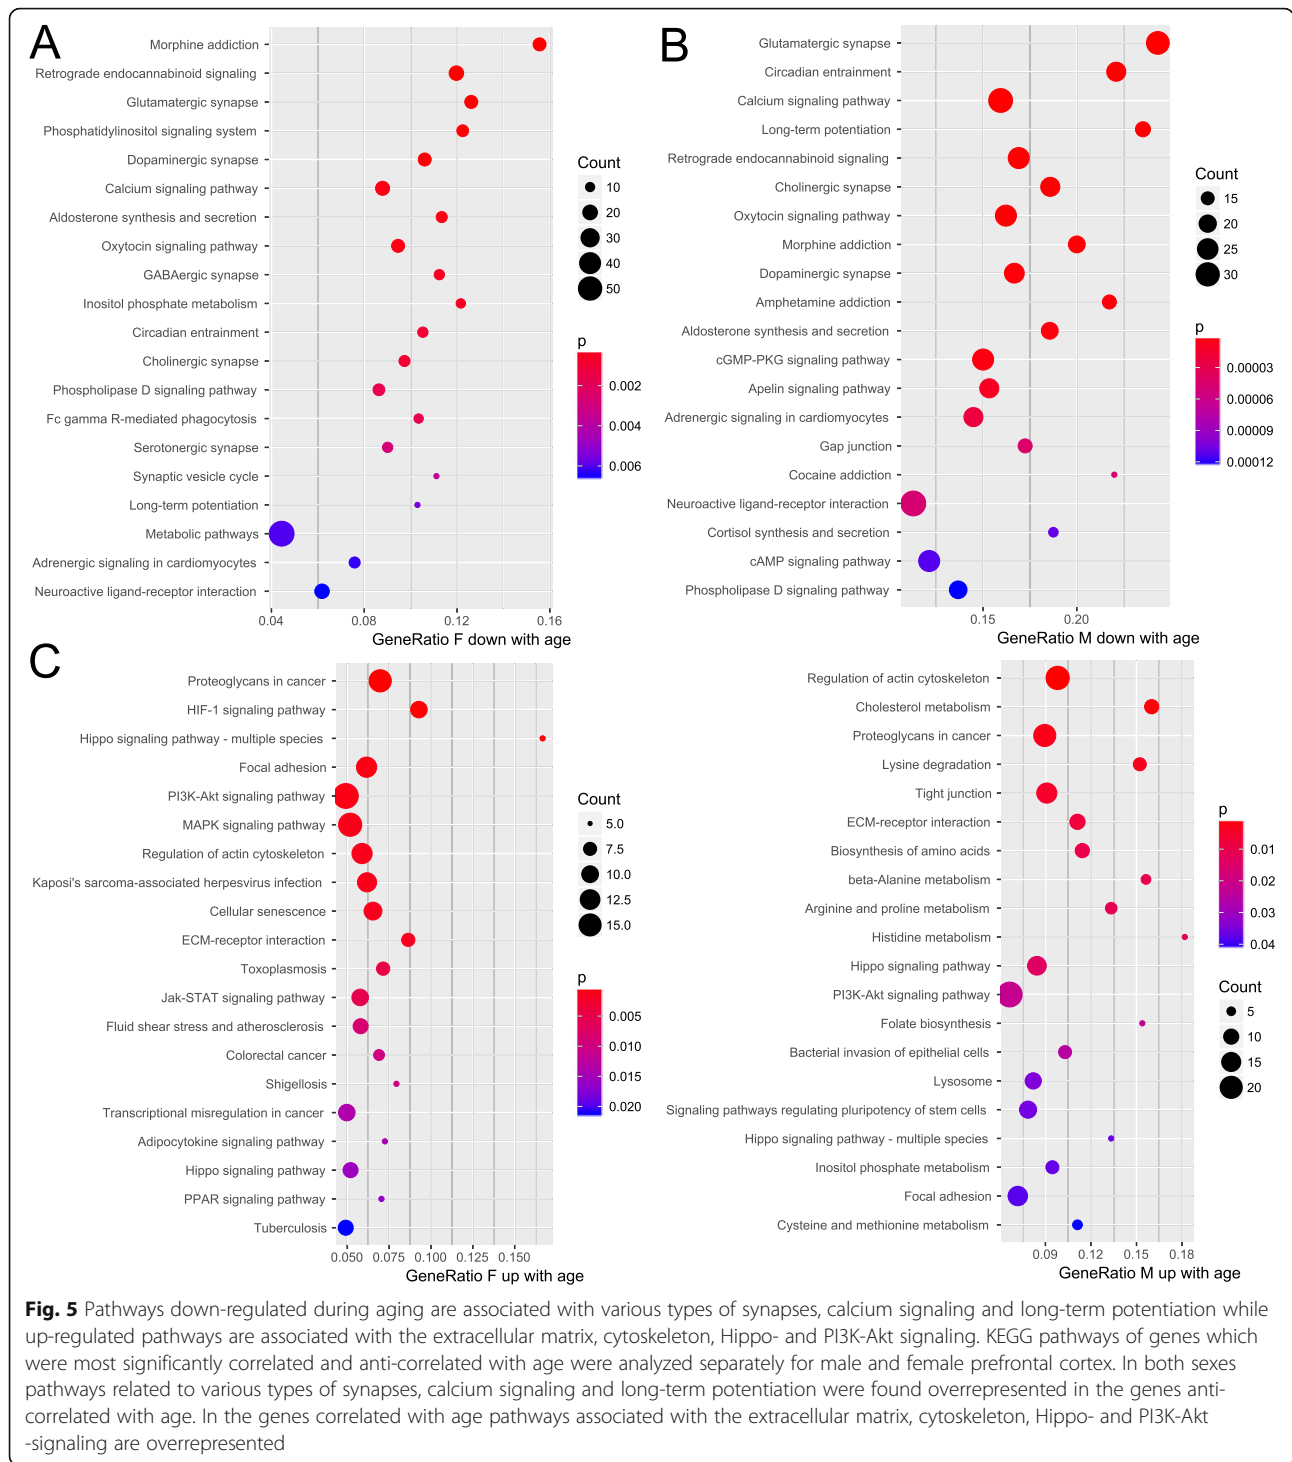 A
Morphine addiction
Retrograde endocannabinoid signaling
Glutamatergic synapse
Phosphatidylinositol signaling system
Dopaminergic synapse
Calcium signaling pathway
Aldosterone synthesis and secretion
Oxytocin signaling pathway
GABAergic synapse
Inositol phosphate metabolism
Circadian entrainment
Cholinergic synapse
Phospholipase D signaling pathway
Fc gamma R-mediated phagocytosis
Serotonergic synapse
Synaptic vesicle cycle
Long-term potentiation
Metabolic pathways
Adrenergic signaling in cardiomyocytes
Neuroactive ligand-receptor interaction
0.04 0.08 0.12 0.16
GeneRatio F down with age
Count
10
20
30
40
50
p
0.002
0.004
0.006
B
Glutamatergic synapse
Circadian entrainment
Calcium signaling pathway
Long-term potentiation
Retrograde endocannabinoid signaling
Cholinergic synapse
Oxytocin signaling pathway
Morphine addiction
Dopaminergic synapse
Amphetamine addiction
Aldosterone synthesis and secretion
cGMP-PKG signaling pathway
Apelin signaling pathway
Adrenergic signaling in cardiomyocytes
Gap junction
Cocaine addiction
Neuroactive ligand-receptor interaction
Cortisol synthesis and secretion
cAMP signaling pathway
Phospholipase D signaling pathway
0.15 0.20
GeneRatio M down with age
Count
15
20
25
30
p
0.00003
0.00006
0.00009
0.00012
C
Proteoglycans in cancer
HIF-1 signaling pathway
Hippo signaling pathway - multiple species
Focal adhesion
PI3K-Akt signaling pathway
MAPK signaling pathway
Regulation of actin cytoskeleton
Kaposi's sarcoma-associated herpesvirus infection
Cellular senescence
ECM-receptor interaction
Toxoplasmosis
Jak-STAT signaling pathway
Fluid shear stress and atherosclerosis
Colorectal cancer
Shigellosis
Transcriptional misregulation in cancer
Adipocytokine signaling pathway
Hippo signaling pathway
PPAR signaling pathway
Tuberculosis
0.050 0.075 0.100 0.125 0.150
GeneRatio F up with age
Count
5.0
7.5
10.0
12.5
15.0
p
0.005
0.010
0.015
0.020
Regulation of actin cytoskeleton
Cholesterol metabolism
Proteoglycans in cancer
Lysine degradation
Tight junction
ECM-receptor interaction
Biosynthesis of amino acids
beta-Alanine metabolism
Arginine and proline metabolism
Histidine metabolism
Hippo signaling pathway
PI3K-Akt signaling pathway
Folate biosynthesis
Bacterial invasion of epithelial cells
Lysosome
Signaling pathways regulating pluripotency of stem cells
Hippo signaling pathway - multiple species
Inositol phosphate metabolism
Focal adhesion
Cysteine and methionine metabolism
0.09 0.12 0.15 0.18
GeneRatio M up with age
p
0.01
0.02
0.03
0.04
Count
5
10
15
20
Fig. 5 Pathways down-regulated during aging are associated with various types of synapses, calcium signaling and long-term potentiation while
up-regulated pathways are associated with the extracellular matrix, cytoskeleton, Hippo- and PI3K-Akt signaling. KEGG pathways of genes which
were most significantly correlated and anti-correlated with age were analyzed separately for male and female prefrontal cortex. In both sexes
pathways related to various types of synapses, calcium signaling and long-term potentiation were found overrepresented in the genes anti-
correlated with age. In the genes correlated with age pathways associated with the extracellular matrix, cytoskeleton, Hippo- and PI3K-Akt
-signaling are overrepresented